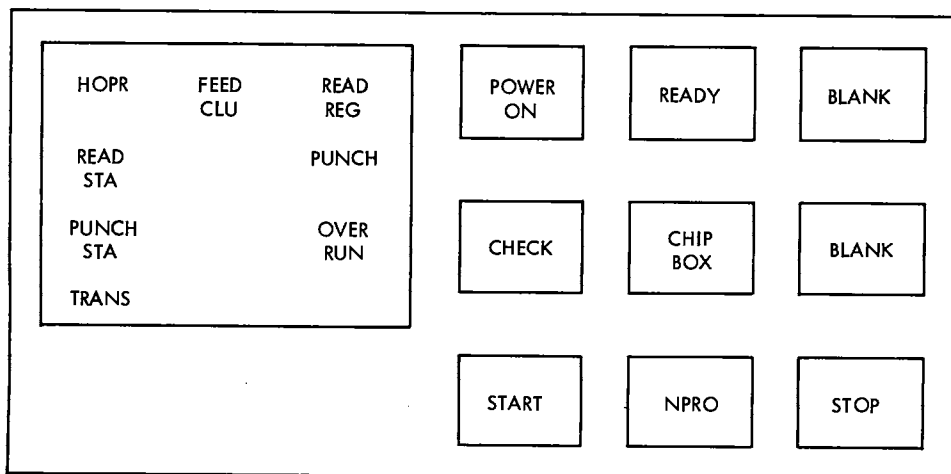 HOPR
FEED
CLU
READ
REG
READ
STA
PUNCH
PUNCH
STA
OVER
RUN
TRANS
POWER
ON
READY
BLANK
CHECK
CHIP
BOX
BLANK
START
NPRO
STOP